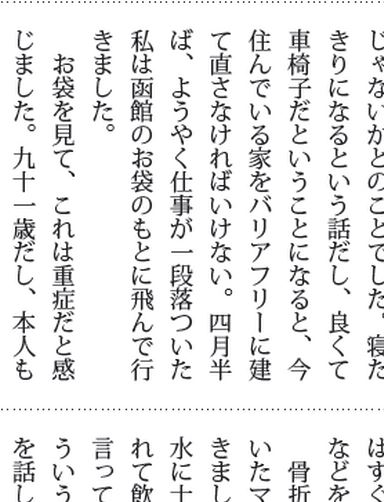 じゃないかとのことでした。寝た
きりになるという話だし、良くて
車椅子だということになると、今
住んでいる家をバリアフリーに建
て直さなければいけない。四月半
ば、ようやく仕事が一段落ついた
私は函館のお袋のもとに飛んで行
きました。
お袋を見て、これは重症だと感
じました。九十一歳だし、本人も
はすぐ
などを
骨折
いたマ
きまし
水に士
れて飲
言って
ういう
を話し